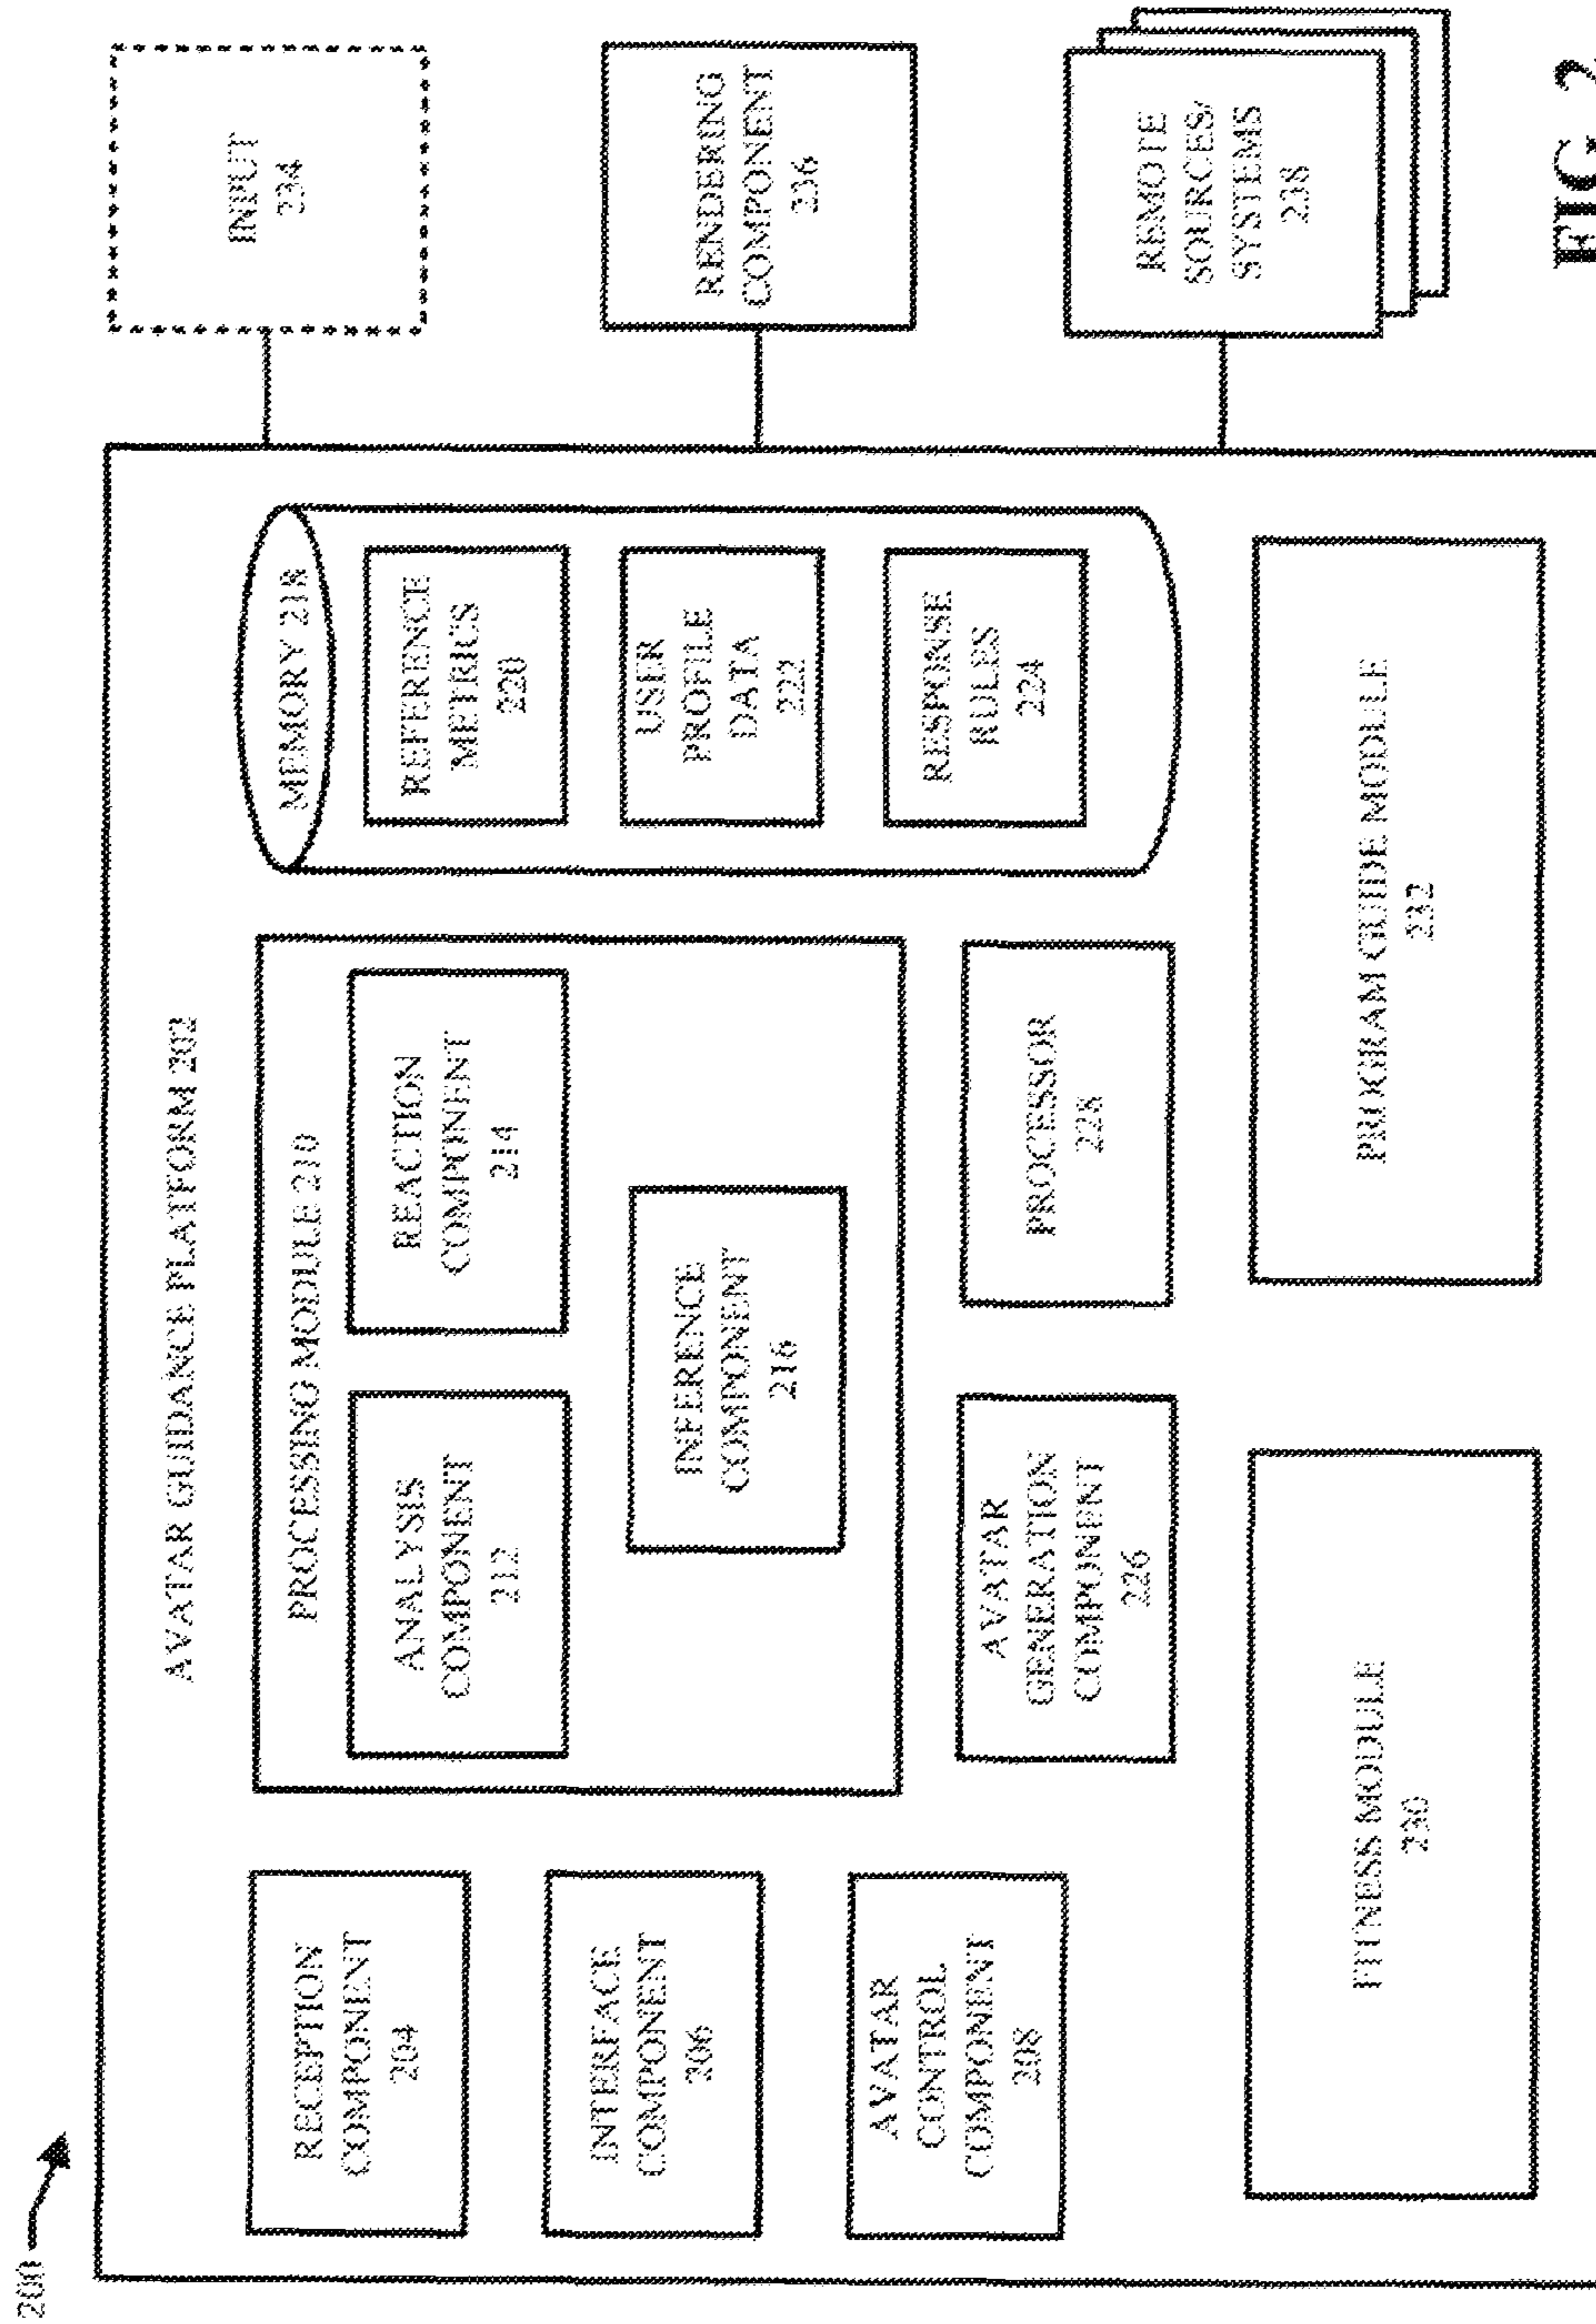 200
AVATAR GUIDANCE PLATFORM 202
RECEPTION
COMPONENT
204
INTERFACE
COMPONENT
206
AVATAR
CONTROL
COMPONENT
208
PROCESSING MODULE 210
ANALYSIS
COMPONENT
212
REACTION
COMPONENT
214
INFERENCE
COMPONENT
216
MEMORY 218
REFERENCE
METRICS
220
USER
PROFILE
DATA
222
RESPONSE
RULES
224
AVATAR
GENERATION
COMPONENT
226
PROCESSOR
228
FITNESS MODULE
230
PROGRAM GUIDE MODULE
232
INPUT
234
RENDERING
COMPONENT
236
REMOTE
SOURCES/
SYSTEMS
238
FIG. 2